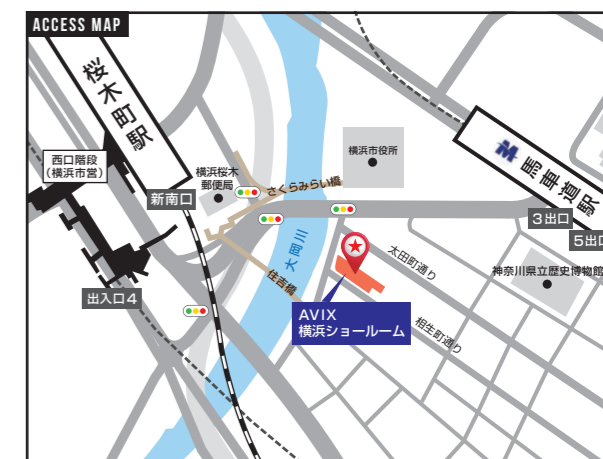 ACCESS MAP
桜木町駅
西口階段
(横浜市営)
新南口
横浜桜木
郵便局
さくらみらい橋
横浜市役所
馬車道駅
3出口
5出口
出入口4
大岡川
住吉橋
太田町通り
神奈川県立歴史博物館
AVIX
横浜ショールーム
相生町通り